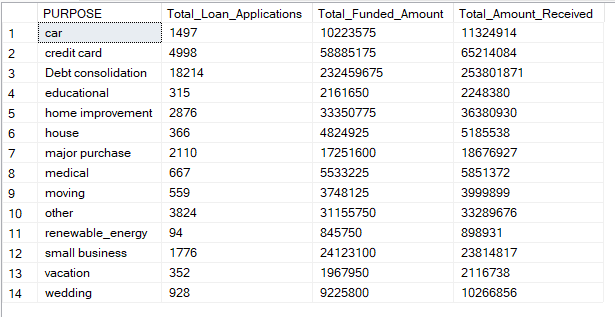 PURPOSE Total_Loan_Applications Total_Funded_Amount Total_Amount_Received
1 car 1497 10223575 11324914
2 credit card 4998 58885175 65214084
3 Debt consolidation 18214 232459675 253801871
4 educational 315 2161650 2248380
5 home improvement 2876 33350775 36380930
6 house 366 4824925 5185538
7 major purchase 2110 17251600 18676927
8 medical 667 5533225 5851372
9 moving 559 3748125 3999899
10 other 3824 31155750 33289676
11 renewable_energy 94 845750 898931
12 small business 1776 24123100 23814817
13 vacation 352 1967950 2116738
14 wedding 928 9225800 10266856